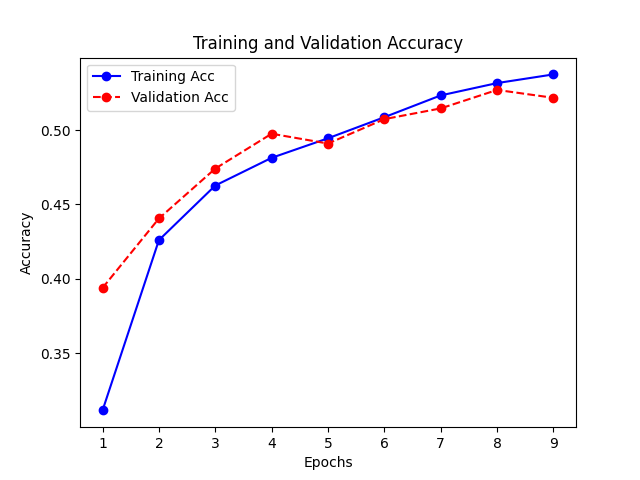 Training and Validation Accuracy
Training Acc
Validation Acc
0.50
0.45
0.40
0.35
Accuracy
1 2 3 4 5 6 7 8 9
Epochs